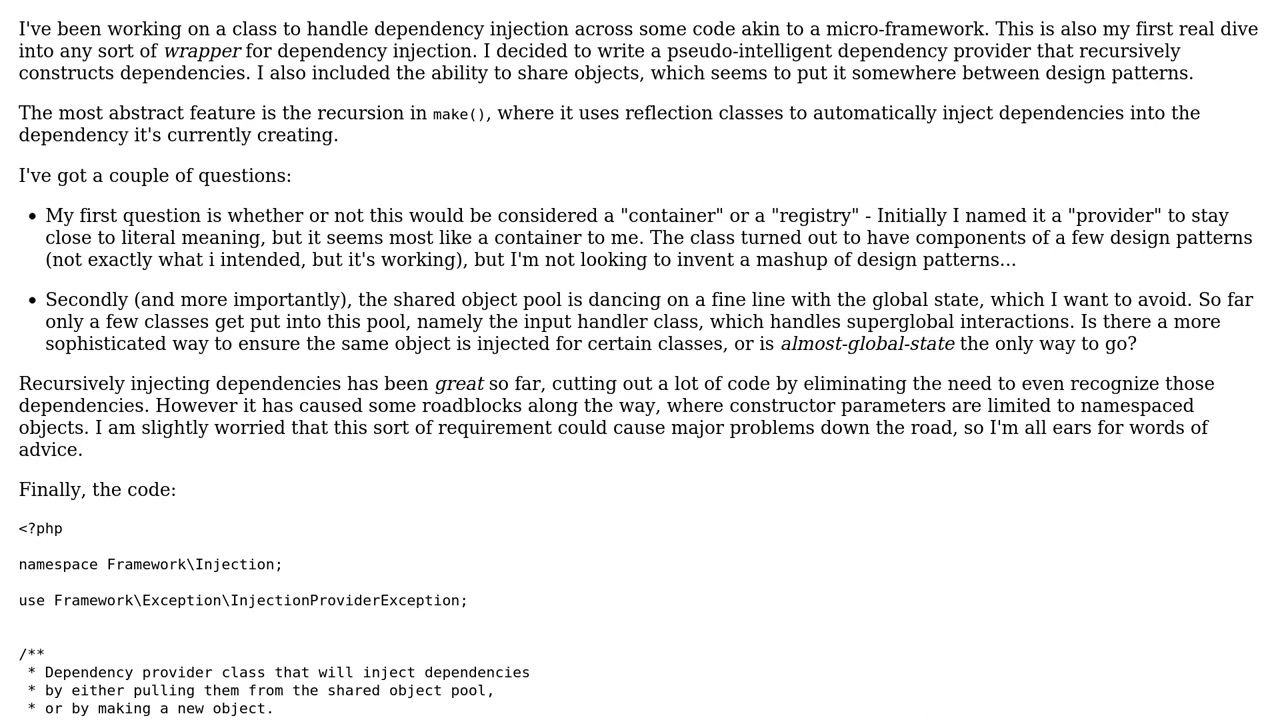 I've been working on a class to handle dependency injection across some code akin to a micro-framework. This is also my first real dive
into any sort of wrapper for dependency injection. I decided to write a pseudo-intelligent dependency provider that recursively
constructs dependencies. I also included the ability to share objects, which seems to put it somewhere between design patterns.
The most abstract feature is the recursion in make(), where it uses reflection classes to automatically inject dependencies into the
dependency it's currently creating.
I've got a couple of questions:
• My first question is whether or not this would be considered a "container" or a "registry" - Initially I named it a "provider" to stay
close to literal meaning, but it seems most like a container to me. The class turned out to have components of a few design patterns
(not exactly what i intended, but it's working), but I'm not looking to invent a mashup of design patterns...
• Secondly (and more importantly), the shared object pool is dancing on a fine line with the global state, which I want to avoid. So far
only a few classes get put into this pool, namely the input handler class, which handles superglobal interactions. Is there a more
sophisticated way to ensure the same object is injected for certain classes, or is almost-global-state the only way to go?
Recursively injecting dependencies has been great so far, cutting out a lot of code by eliminating the need to even recognize those
dependencies. However it has caused some roadblocks along the way, where constructor parameters are limited to namespaced
objects. I am slightly worried that this sort of requirement could cause major problems down the road, so I'm all ears for words of
advice.
Finally, the code:
<?php
namespace Framework\Injection;
use Framework\Exception\InjectionProviderException;
/**
* Dependency provider class that will inject dependencies
* by either pulling them from the shared object pool,
* or by making a new object.